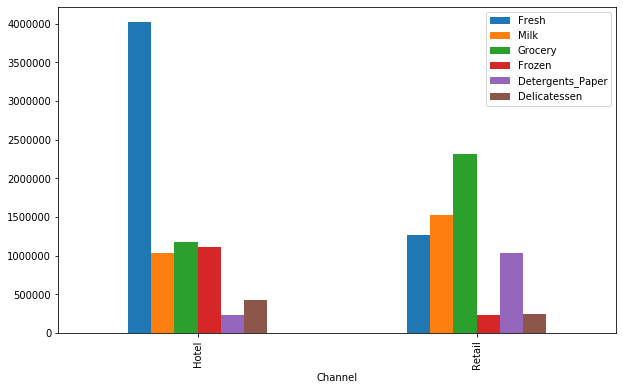 4000000
3500000
3000000
2500000
2000000
1500000
1000000
500000
0
Fresh
Milk
Grocery
Frozen
Detergents_Paper
Delicatessen
Hotel
Retail
Channel